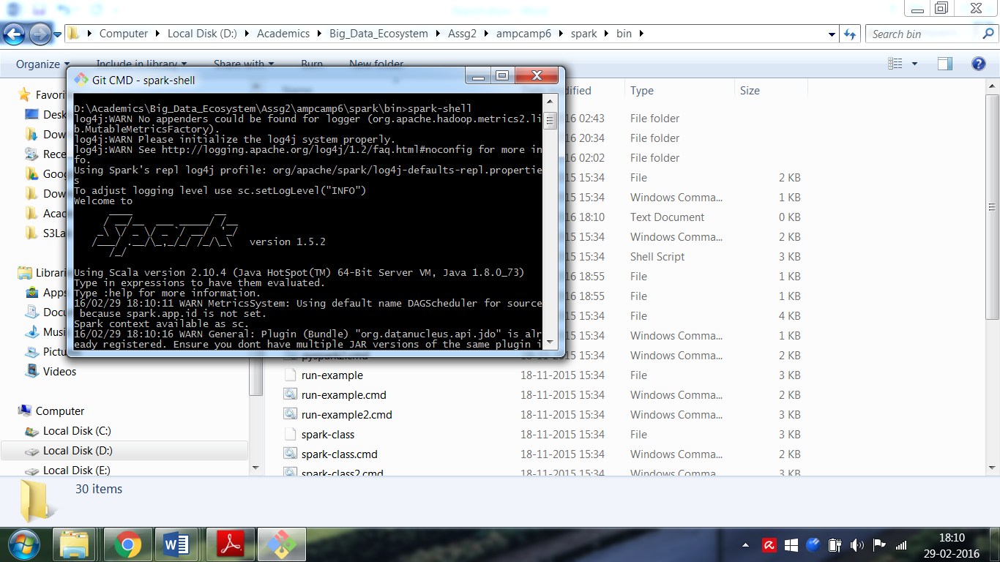 Computer Local Disk (D:) Academics Big_Data_Ecosystem Assg2 ampcamp6 spark bin
Search bin
Organize Include in library Share with Burn New folder
Git CMD - spark-shell
D:\Academics\Big_Data_Ecosystem\Assg2\ampcamp6\spark\bin>spark-shell
log4j:WARN No appenders could be found for logger (org.apache.hadoop.metrics2.li
b.MutableMetricsFactory).
log4j:WARN Please initialize the log4j system properly.
log4j:WARN See http://logging.apache.org/log4j/1.2/faq.html#noconfig for more in
fo.
Using Spark's repl log4j profile: org/apache/spark/log4j-defaults-repl.propertie
s
To adjust logging level use sc.setLogLevel("INFO")
Welcome to
Spark version 1.5.2
Using Scala version 2.10.4 (Java HotSpot(TM) 64-Bit Server VM, Java 1.8.0_73)
Type in expressions to have them evaluated.
Type :help for more information.
16/02/29 18:10:11 WARN MetricsSystem: Using default name DAGScheduler for source
 because spark.app.id is not set.
Spark context available as sc.
16/02/29 18:10:16 WARN General: Plugin (Bundle) "org.datanucleus.api.jdo" is alr
eady registered. Ensure you dont have multiple JAR versions of the same plugin i
Favori
Desk
Dow
Rece
Goog
Dow
Acad
S3La
Librari
Apps
Docu
Musi
Pictu
Videos
Computer
Local Disk (C:)
Local Disk (D:)
Local Disk (E:)
Name dified Type Size
16 02:43 File folder
16 20:34 File folder
16 02:02 File folder
15 15:34 File 2 KB
15 15:34 Windows Comma... 1 KB
16 18:10 Text Document 0 KB
15 15:34 Windows Comma... 2 KB
15 15:34 Shell Script 3 KB
16 18:55 File 1 KB
16 18:55 File 1 KB
15 15:34 File 4 KB
15 15:34 Windows Comma... 1 KB
pyspark2.cmd 18-11-2015 15:34 Windows Comma... 2 KB
run-example 18-11-2015 15:34 File 3 KB
run-example.cmd 18-11-2015 15:34 Windows Comma... 2 KB
run-example2.cmd 18-11-2015 15:34 Windows Comma... 3 KB
spark-class 18-11-2015 15:34 File 3 KB
spark-class.cmd 18-11-2015 15:34 Windows Comma... 2 KB
spark-class2.cmd 18-11-2015 15:34 Windows Comma... 3 KB
30 items
18:10
29-02-2016